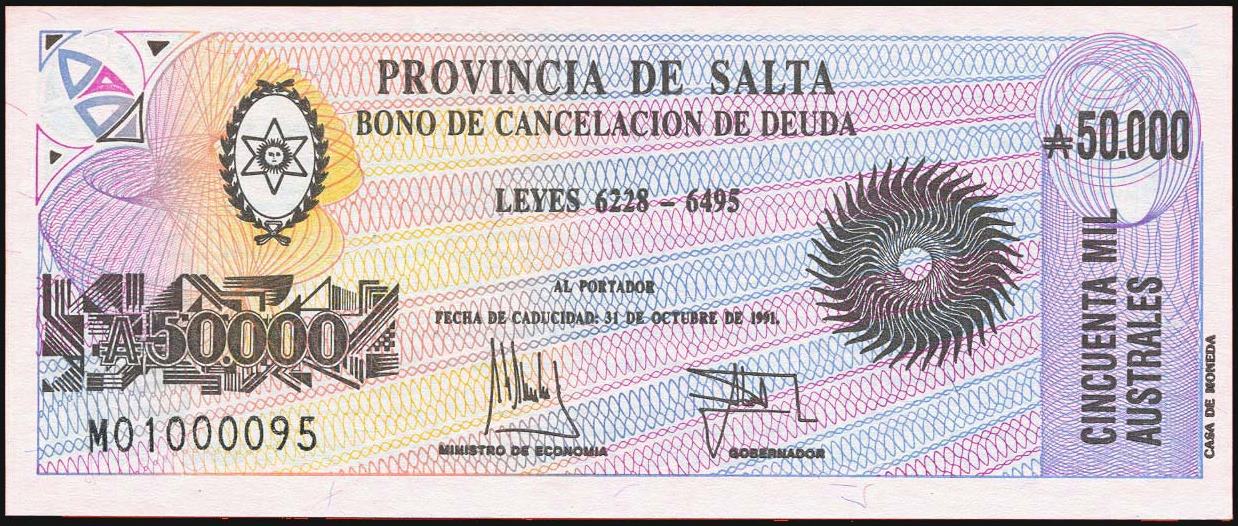 PROVINCIA DE SALTA
BONO DE CANCELACION DE DEUDA
₳50.000
LEYES 6228 - 6495
AL PORTADOR
FECHA DE CADUCIDAD: 31 DE OCTUBRE DE 1991.
₳50.000
M01000095
MINISTRO DE ECONOMIA
GOBERNADOR
CINCUENTA MIL
AUSTRALES
CASA DE MONEDA